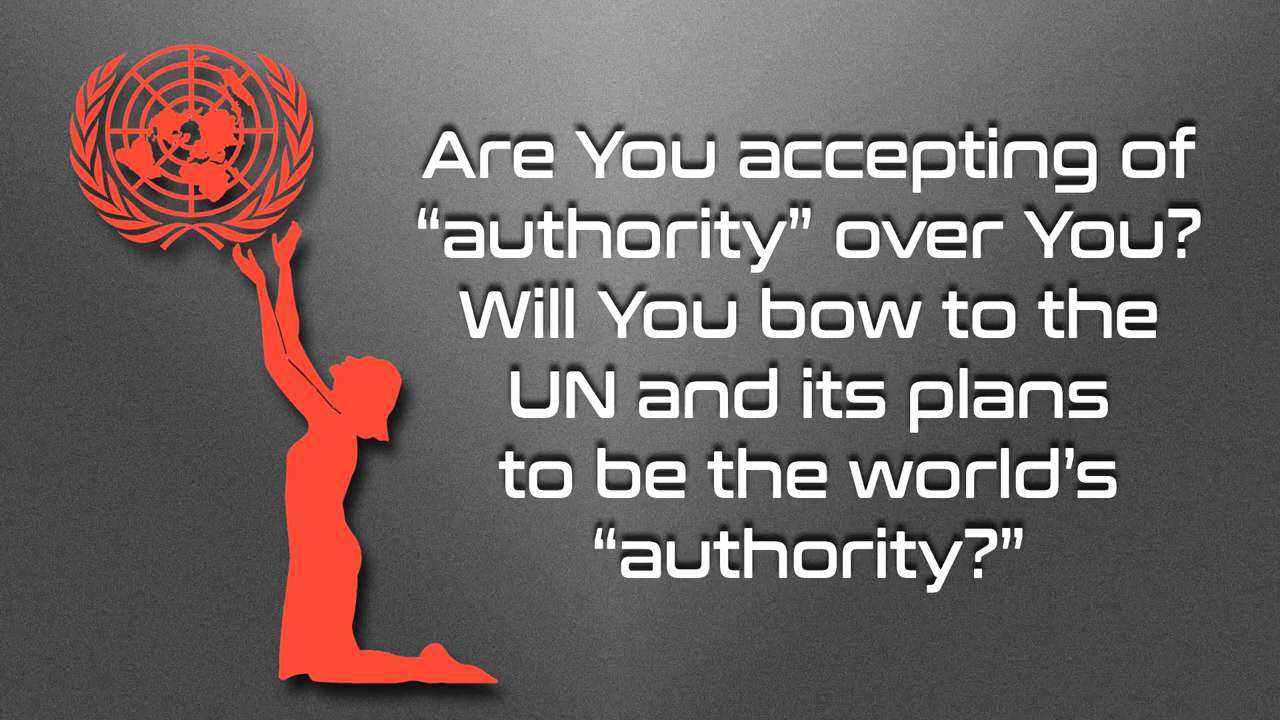 Are You accepting of
“authority” over You?
Will You bow to the
UN and its plans
to be the world’s
“authority?”